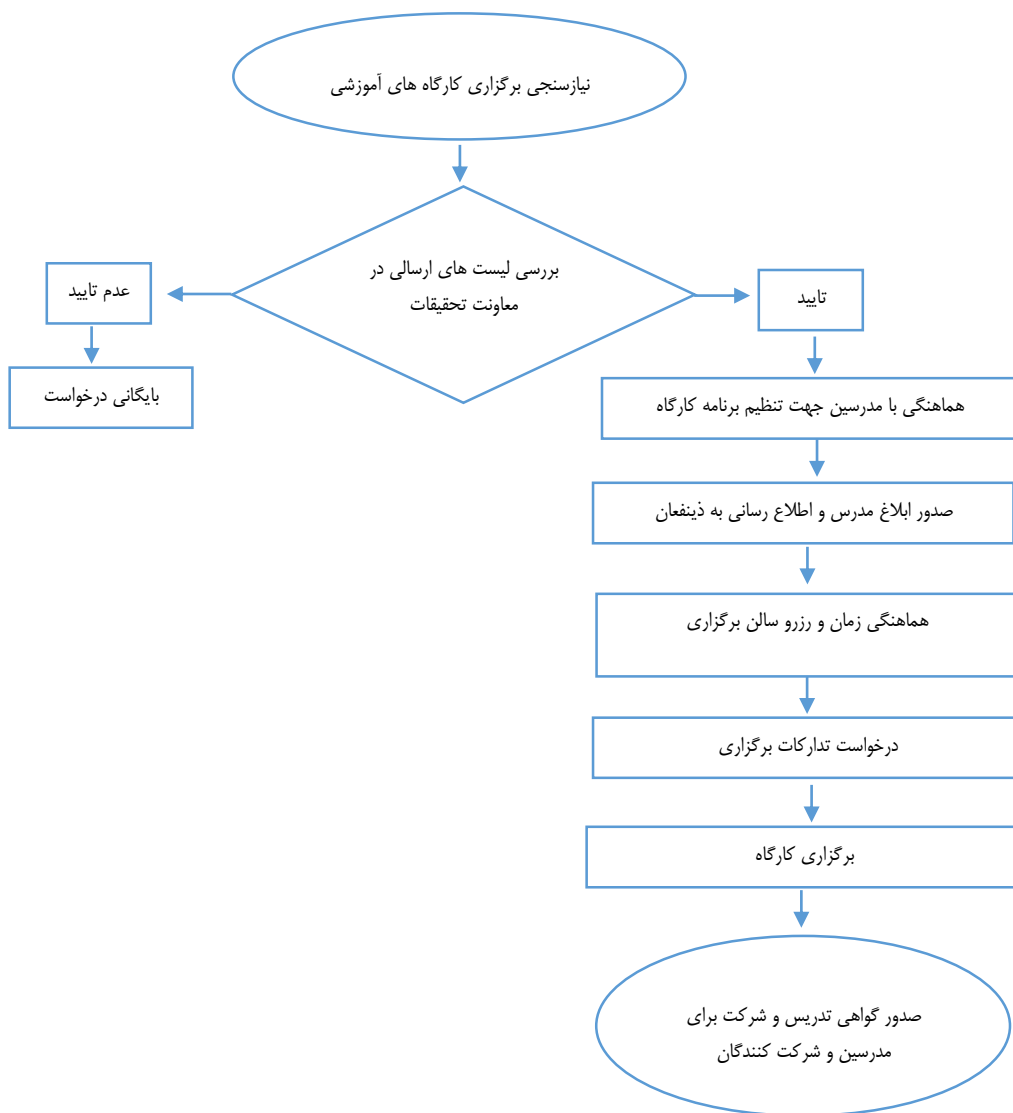 نیازسنجی برگزاری کارگاه های آموزشی
بررسی لیست های ارسالی در
معاونت تحقیقات
تایید
عدم تایید
بایگانی درخواست
هماهنگی با مدرسین جهت تنظیم برنامه کارگاه
صدور ابلاغ مدرس و اطلاع رسانی به ذینفعان
هماهنگی زمان و رزرو سالن برگزاری
درخواست تدارکات برگزاری
برگزاری کارگاه
صدور گواهی تدریس و شرکت برای
مدرسین و شرکت کنندگان